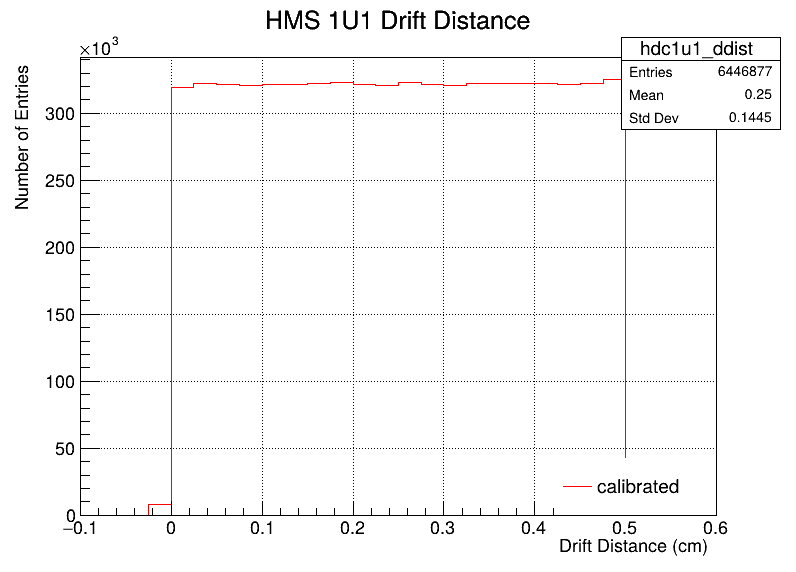 HMS 1U1 Drift Distance
×10³
hdc1u1_ddist
Entries 6446877
Mean 0.25
Std Dev 0.1445
Number of Entries
300
250
200
150
100
50
0
−0.1 0 0.1 0.2 0.3 0.4 0.5 0.6
Drift Distance (cm)
calibrated